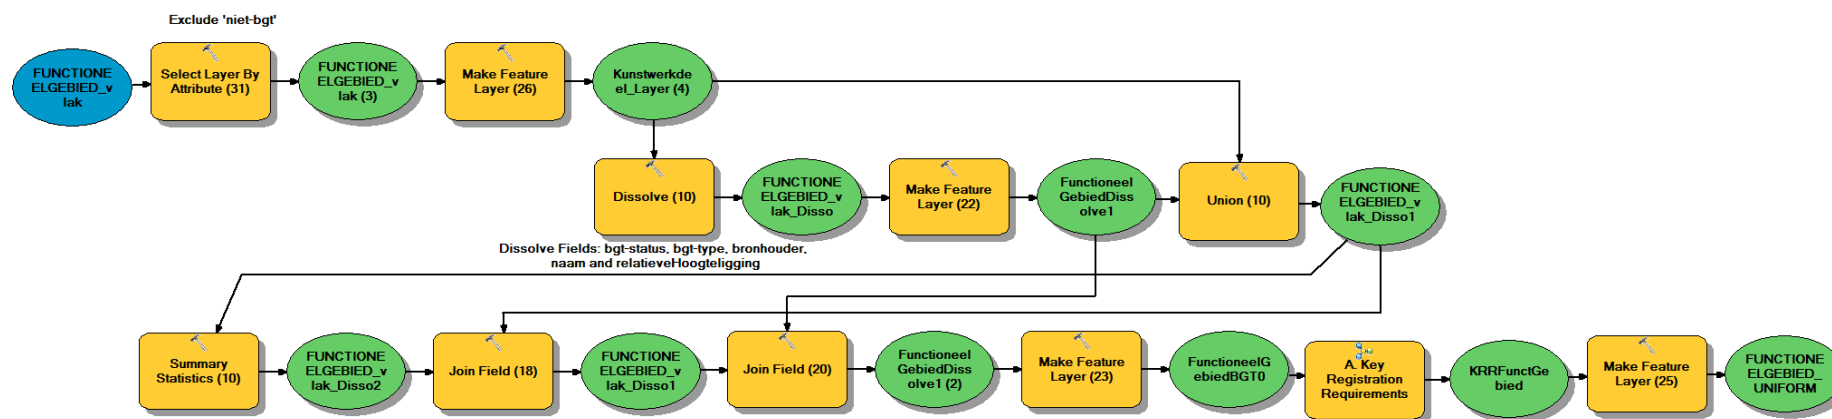 Exclude 'niet-bgt'
FUNCTIONE
ELGEBIED_v
lak
Select Layer By
Attribute (31)
FUNCTIONE
ELGEBIED_v
lak (3)
Make Feature
Layer (26)
Kunstwerkde
el_Layer (4)
Dissolve (10)
FUNCTIONE
ELGEBIED_v
lak_Disso
Make Feature
Layer (22)
Functioneel
GebiedDiss
olve1
Union (10)
FUNCTIONE
ELGEBIED_v
lak_Disso1
Dissolve Fields: bgt-status, bgt-type, bronhouder,
naam and relatieveHoogteligging
Summary
Statistics (10)
FUNCTIONE
ELGEBIED_v
lak_Disso2
Join Field (18)
FUNCTIONE
ELGEBIED_v
lak_Disso1
Join Field (20)
Functioneel
GebiedDiss
olve1 (2)
Make Feature
Layer (23)
FunctioneelG
ebiedBGT0
A. Key
Registration
Requirements
KRRFunctGe
bied
Make Feature
Layer (25)
FUNCTIONE
ELGEBIED_
UNIFORM